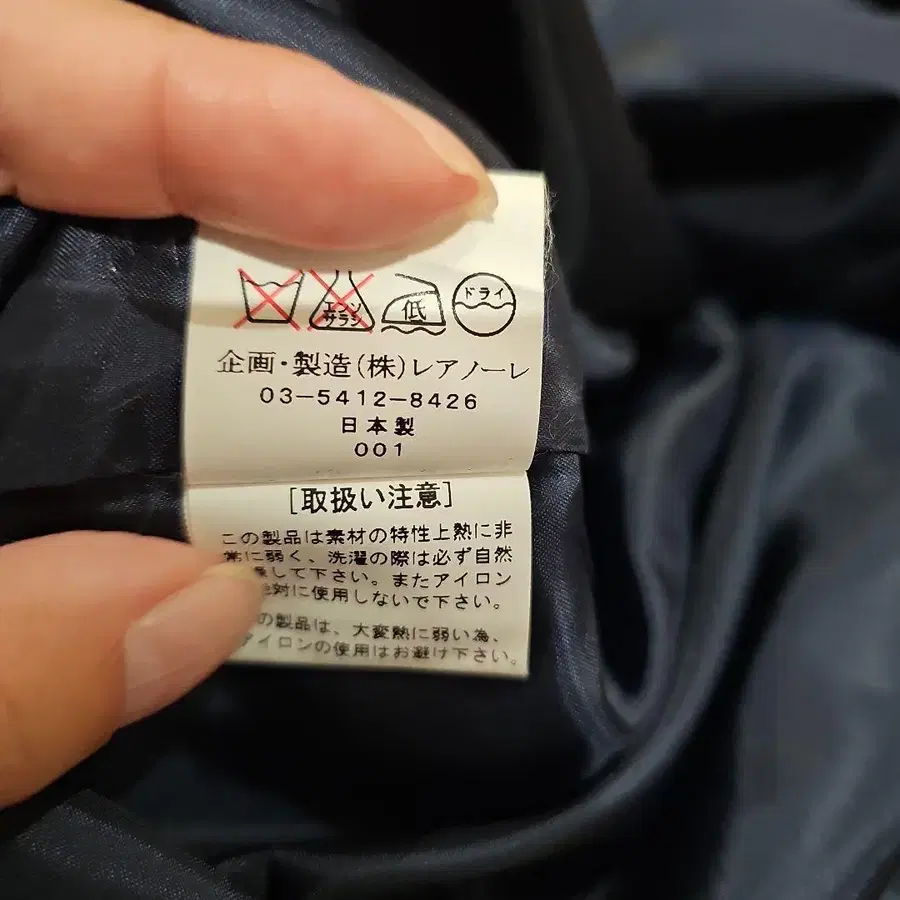 エンソ
サラシ
低
ドライ
企画・製造(株)レアノーレ
03-5412-8426
日本製
001
[取扱い注意]
この製品は素材の特性上熱に非
常に弱く、洗濯の際は必ず自然
して下さい。またアイロン
対に使用しないで下さい。
の製品は、大変熱に弱い為、
アイロンの使用はお避け下さい。